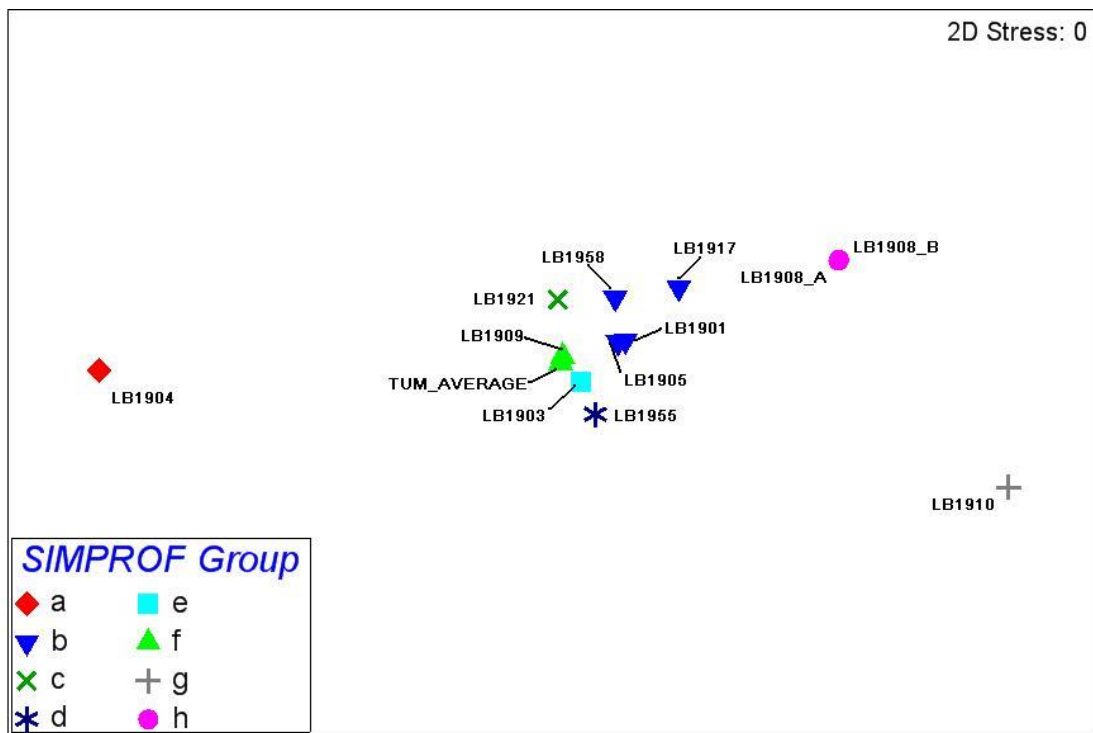 2D Stress: 0
LB1917
LB1908_B
LB1958
LB1908_A
LB1921
LB1901
LB1909
LB1905
TUM_AVERAGE
LB1904
LB1903
LB1955
LB1910
SIMPROF Group
a
b
c
d
e
f
g
h